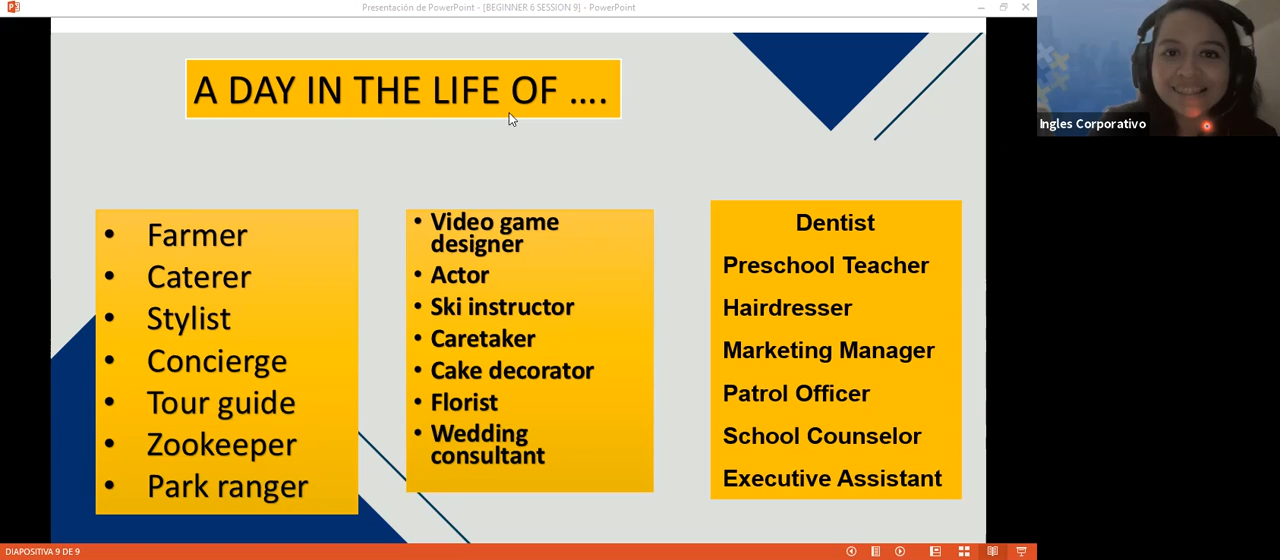 Presentación de PowerPoint - [BEGINNER 6 SESSION 9] - PowerPoint
A DAY IN THE LIFE OF ….
Ingles Corporativo
• Farmer
• Caterer
• Stylist
• Concierge
• Tour guide
• Zookeeper
• Park ranger
• Video game
designer
• Actor
• Ski instructor
• Caretaker
• Cake decorator
• Florist
• Wedding
consultant
Dentist
Preschool Teacher
Hairdresser
Marketing Manager
Patrol Officer
School Counselor
Executive Assistant
DIAPOSITIVA 9 DE 9